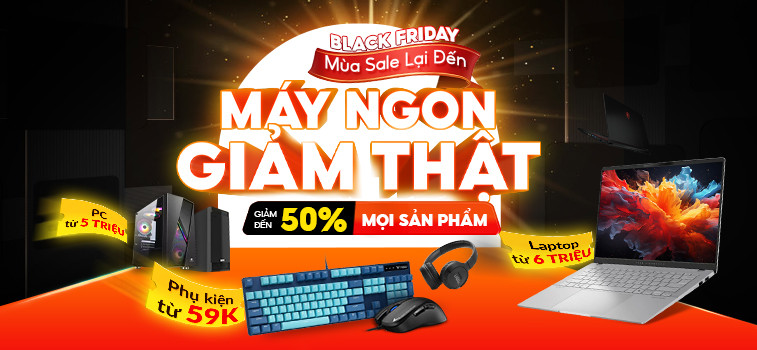 BLACK FRIDAY
Mùa Sale Lại Đến
MÁY NGON
GIẢM THẬT
GIẢM
ĐẾN
50%
MỌI SẢN PHẨM
PC
từ 5 TRIỆU
Phụ kiện
từ 59K
Laptop
từ 6 TRIỆU